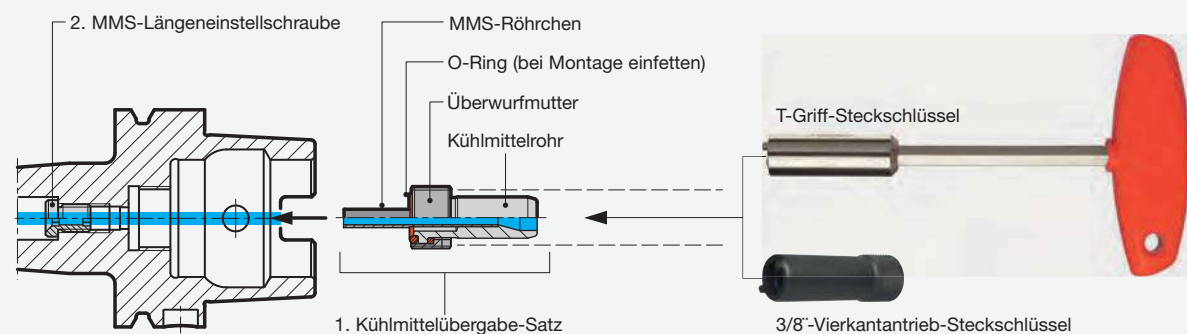 2. MMS-Längeneinstellschraube
MMS-Röhrchen
O-Ring (bei Montage einfetten)
Überwurfmutter
Kühlmittelrohr
T-Griff-Steckschlüssel
1. Kühlmittelübergabe-Satz
3/8¨-Vierkantantrieb-Steckschlüssel